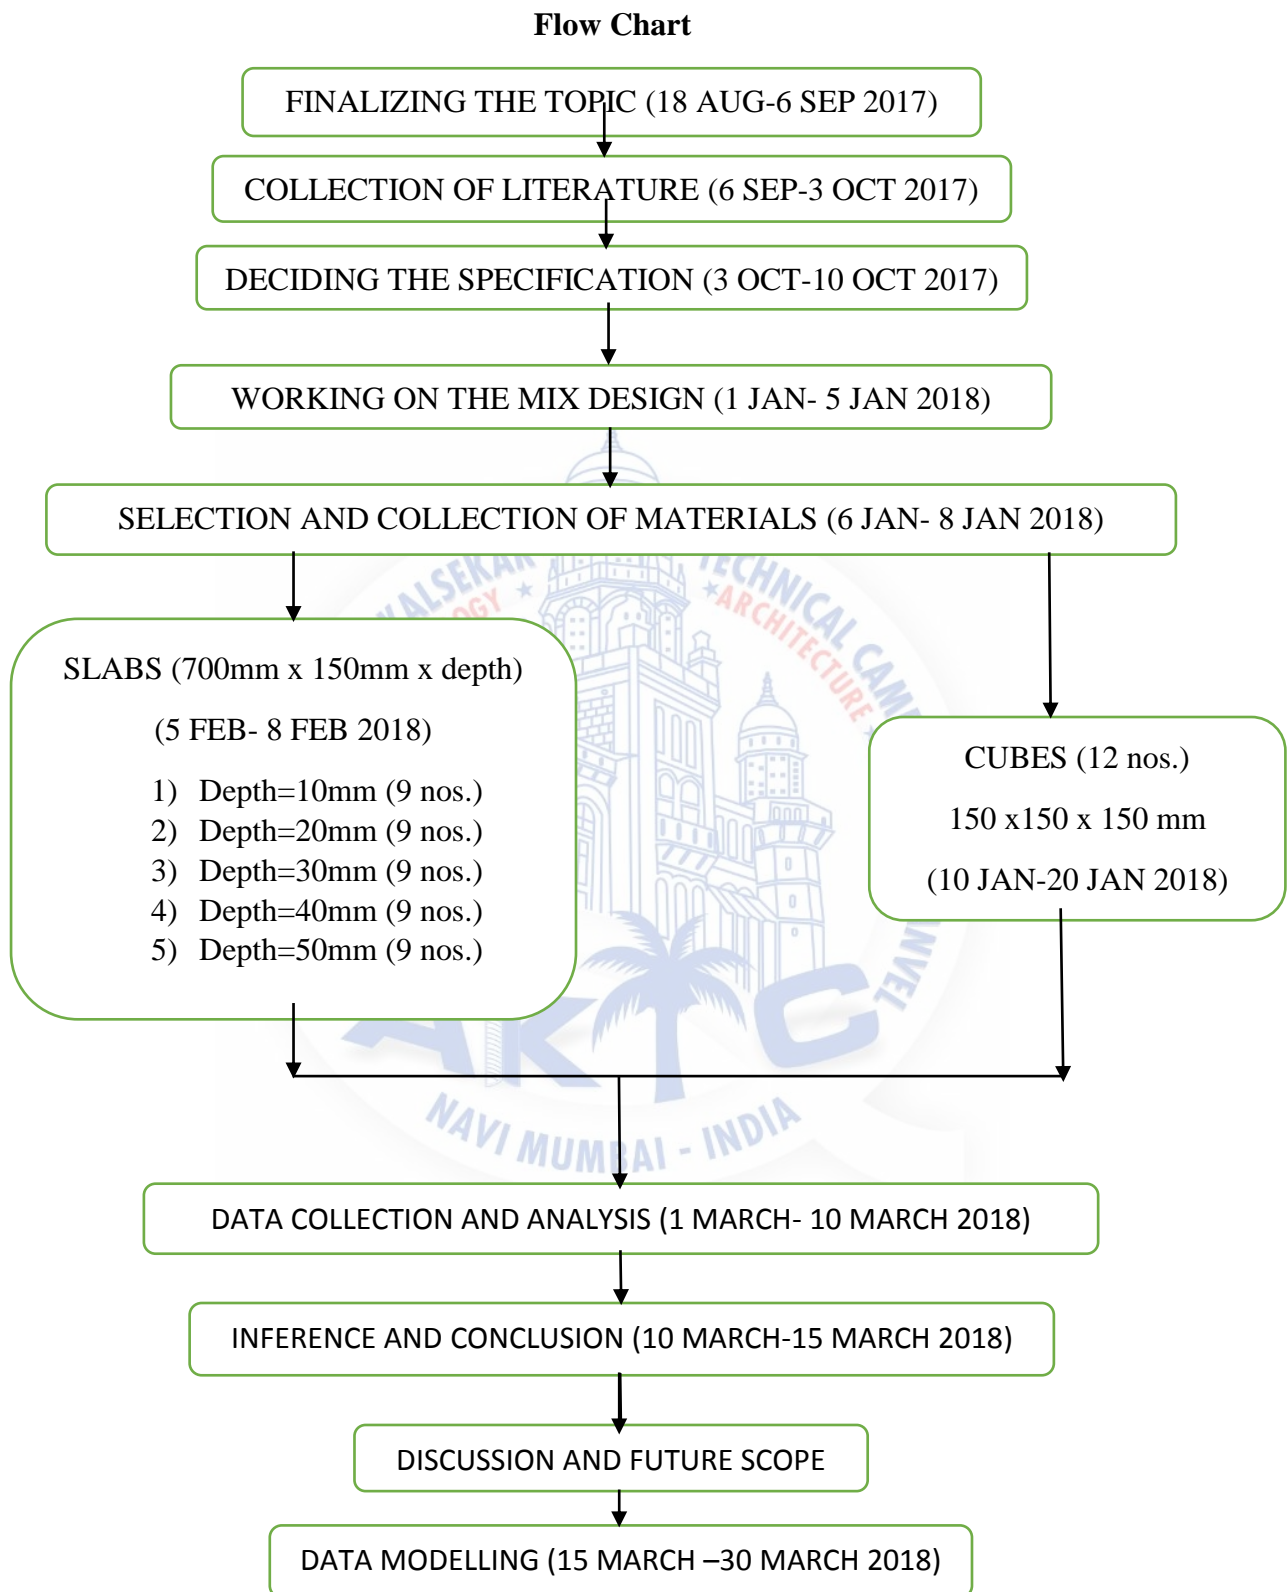 Flow Chart
FINALIZING THE TOPIC (18 AUG-6 SEP 2017)
COLLECTION OF LITERATURE (6 SEP-3 OCT 2017)
DECIDING THE SPECIFICATION (3 OCT-10 OCT 2017)
WORKING ON THE MIX DESIGN (1 JAN- 5 JAN 2018)
SELECTION AND COLLECTION OF MATERIALS (6 JAN- 8 JAN 2018)
KALSEKAR TECHNICAL
ARCHITECTURE
SLABS (700mm x 150mm x depth)
(5 FEB- 8 FEB 2018)
1) Depth=10mm (9 nos.)
2) Depth=20mm (9 nos.)
3) Depth=30mm (9 nos.)
4) Depth=40mm (9 nos.)
5) Depth=50mm (9 nos.)
CUBES (12 nos.)
150 x150 x 150 mm
(10 JAN-20 JAN 2018)
AKTC
NAVI MUMBAI - INDIA
DATA COLLECTION AND ANALYSIS (1 MARCH- 10 MARCH 2018)
INFERENCE AND CONCLUSION (10 MARCH-15 MARCH 2018)
DISCUSSION AND FUTURE SCOPE
DATA MODELLING (15 MARCH –30 MARCH 2018)